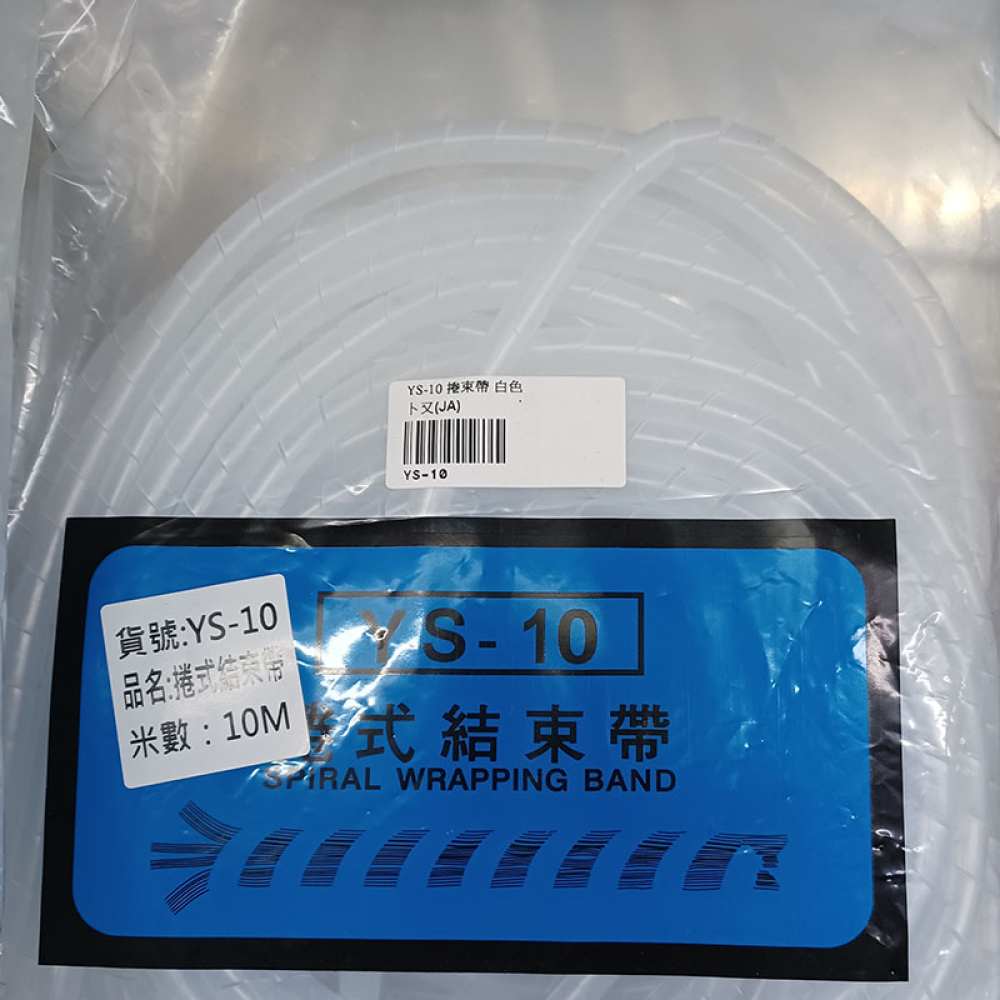 YS-10 捲束帶 白色
卜又(JA)
YS-10
貨號:YS-10
品名:捲式結束帶
米數：10M
YS-10
捲式結束帶
SPIRAL WRAPPING BAND